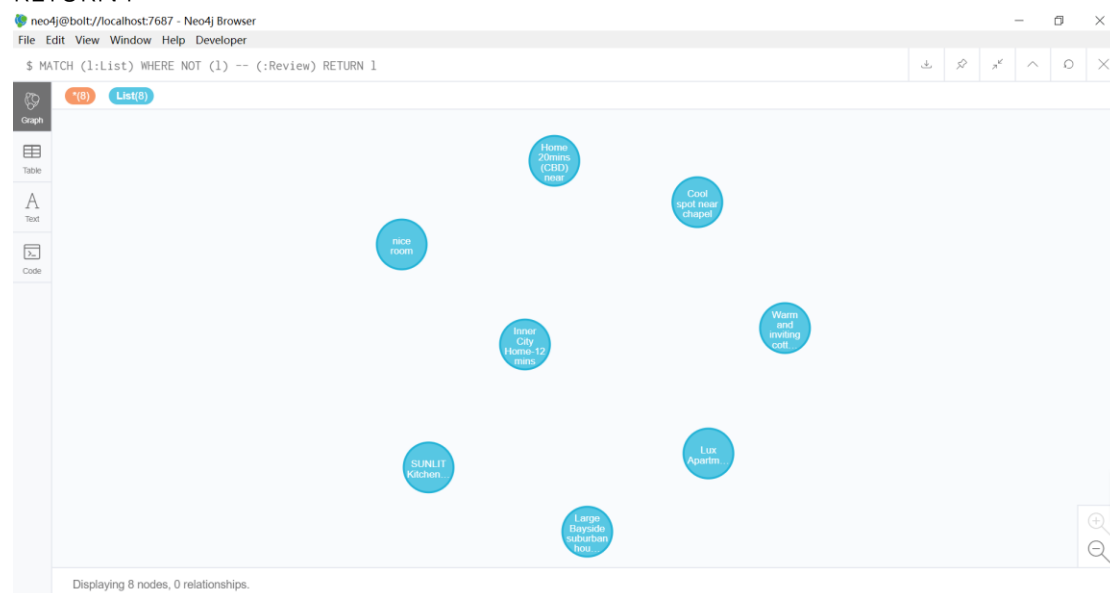 neo4j@bolt://localhost:7687 - Neo4j Browser
File Edit View Window Help Developer
$ MATCH (l:List) WHERE NOT (l) -- (:Review) RETURN l
*(8) List(8)
Graph
Table
Text
Code
Home
20mins
(CBD)
near
Cool
spot near
chapel
nice
room
Warm
and
inviting
cott...
Inner
City
Home-12
mins
Lux
Apartm...
SUNLIT
Kitchen...
Large
Bayside
suburban
hou...
Displaying 8 nodes, 0 relationships.